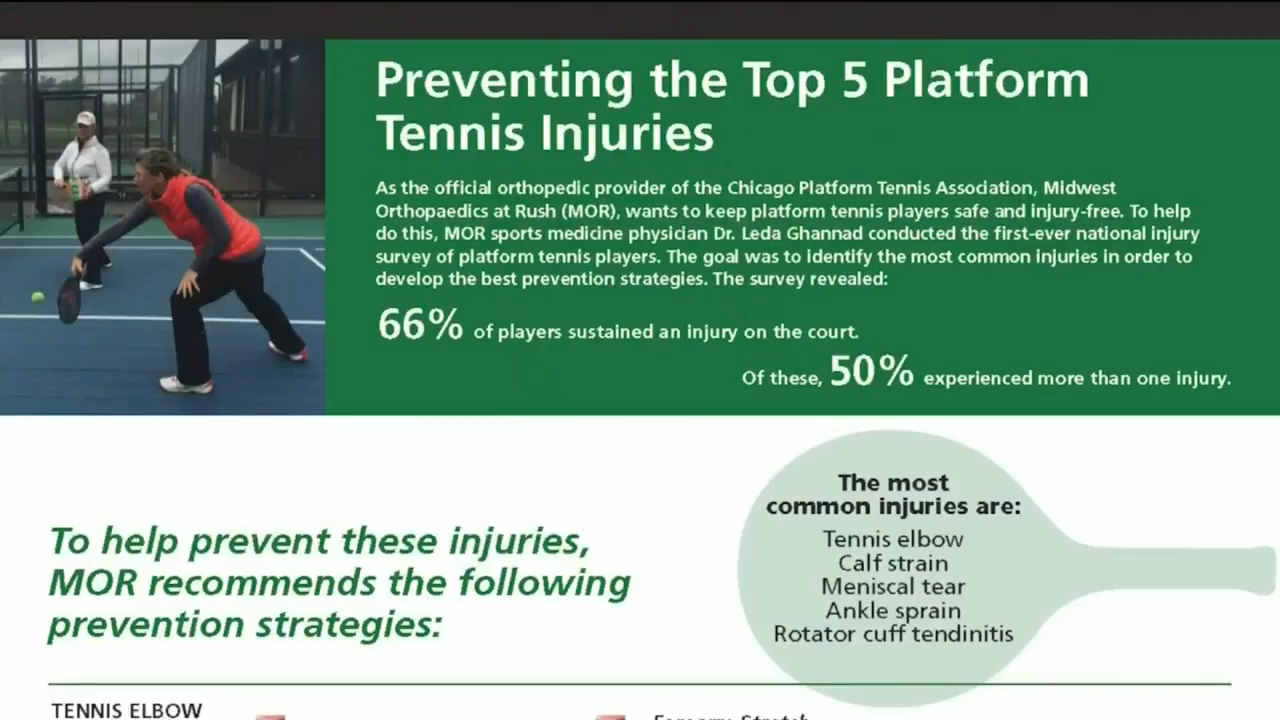 Preventing the Top 5 Platform
Tennis Injuries
As the official orthopedic provider of the Chicago Platform Tennis Association, Midwest
Orthopaedics at Rush (MOR), wants to keep platform tennis players safe and injury-free. To help
do this, MOR sports medicine physician Dr. Leda Ghannad conducted the first-ever national injury
survey of platform tennis players. The goal was to identify the most common injuries in order to
develop the best prevention strategies. The survey revealed:
66% of players sustained an injury on the court.
Of these, 50% experienced more than one injury.
The most
common injuries are:
Tennis elbow
Calf strain
Meniscal tear
Ankle sprain
Rotator cuff tendinitis
To help prevent these injuries,
MOR recommends the following
prevention strategies:
TENNIS ELBOW
Forearm Stretch